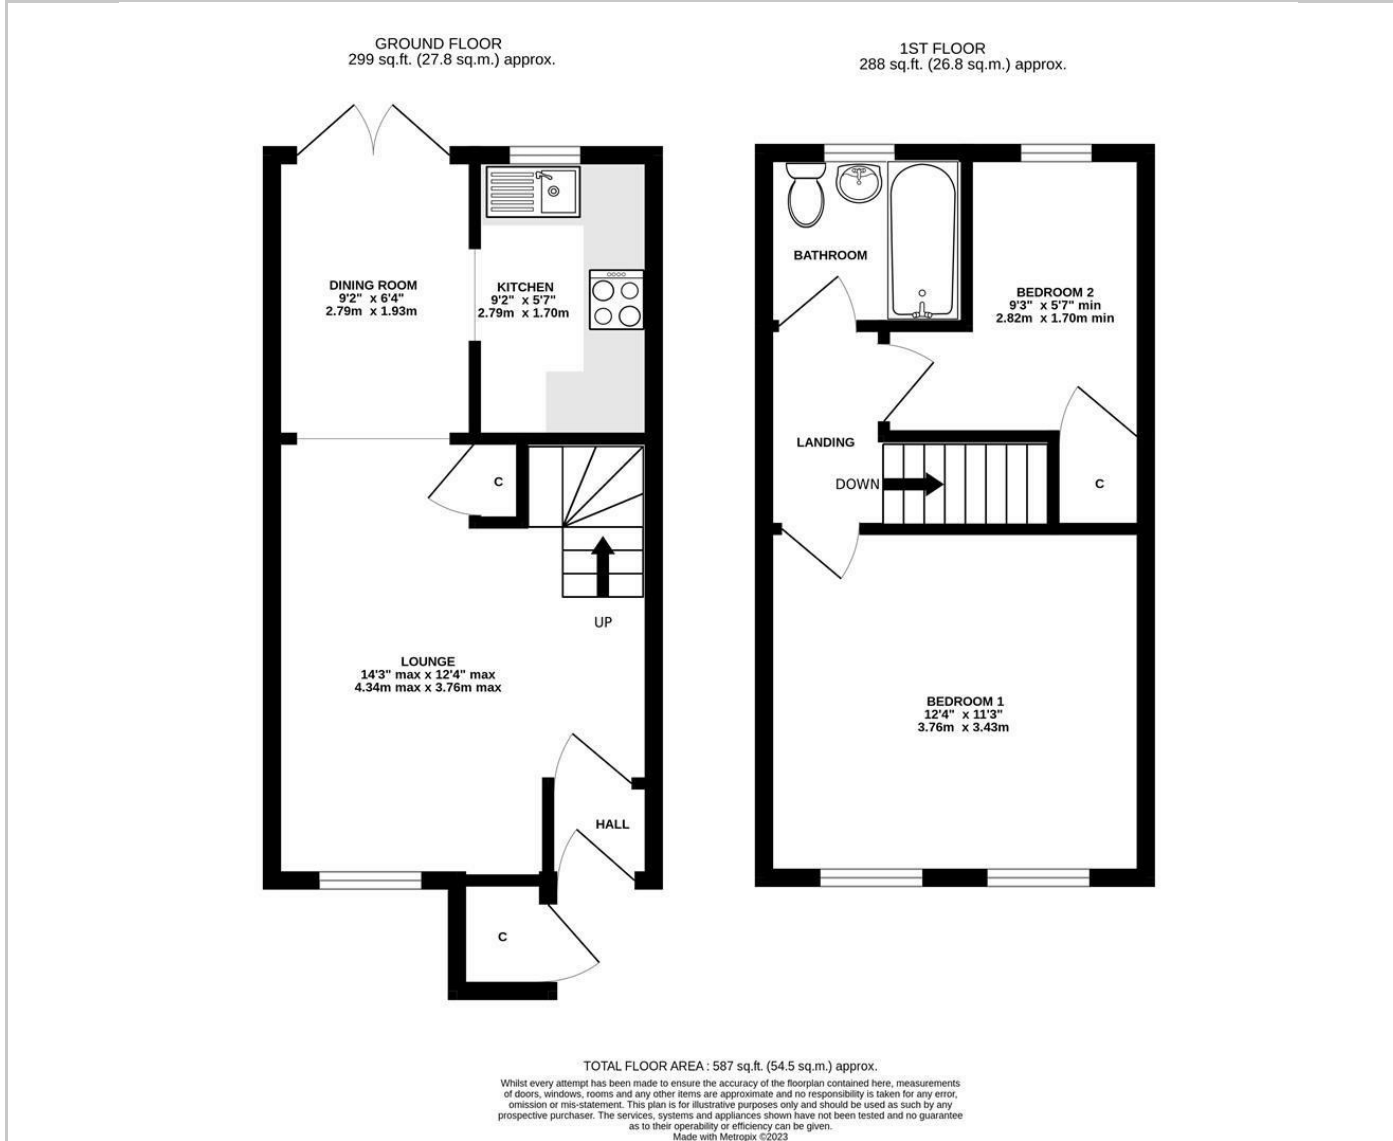 GROUND FLOOR
299 sq.ft. (27.8 sq.m.) approx.
1ST FLOOR
288 sq.ft. (26.8 sq.m.) approx.
DINING ROOM
9'2" x 6'4"
2.79m x 1.93m
KITCHEN
9'2" x 5'7"
2.79m x 1.70m
C
UP
LOUNGE
14'3" max x 12'4" max
4.34m max x 3.76m max
HALL
C
BATHROOM
BEDROOM 2
9'3" x 5'7" min
2.82m x 1.70m min
LANDING
DOWN
C
BEDROOM 1
12'4" x 11'3"
3.76m x 3.43m
TOTAL FLOOR AREA : 587 sq.ft. (54.5 sq.m.) approx.
Whilst every attempt has been made to ensure the accuracy of the floorplan contained here, measurements
of doors, windows, rooms and any other items are approximate and no responsibility is taken for any error,
omission or mis-statement. This plan is for illustrative purposes only and should be used as such by any
prospective purchaser. The services, systems and appliances shown have not been tested and no guarantee
as to their operability or efficiency can be given.
Made with Metropix ©2023